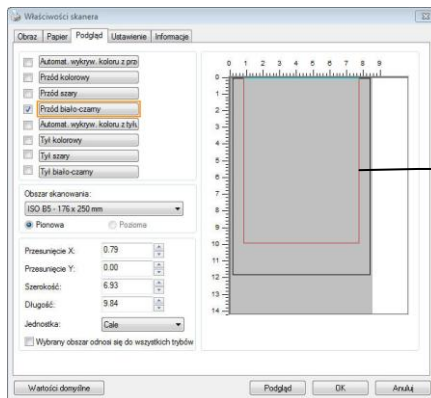 Właściwości skanera
Obraz Papier Podgląd Ustawienie Informacje
Automat. wykryw. koloru z prz
Przód kolorowy
Przód szary
Przód biało-czarny
Automat. wykryw. koloru z tyłu
Tył kolorowy
Tył szary
Tył biało-czarny
Obszar skanowania:
ISO B5 - 176 x 250 mm
Pionowa Pozioma
Przesunięcie X: 0.79
Przesunięcie Y: 0.00
Szerokość: 6.93
Długość: 9.84
Jednostka: Cale
Wybrany obszar odnosi się do wszystkich trybów
0 1 2 3 4 5 6 7 8 9
0
1
2
3
4
5
6
7
8
9
10
11
12
13
14
Wartości domyślne Podgląd OK Anuluj